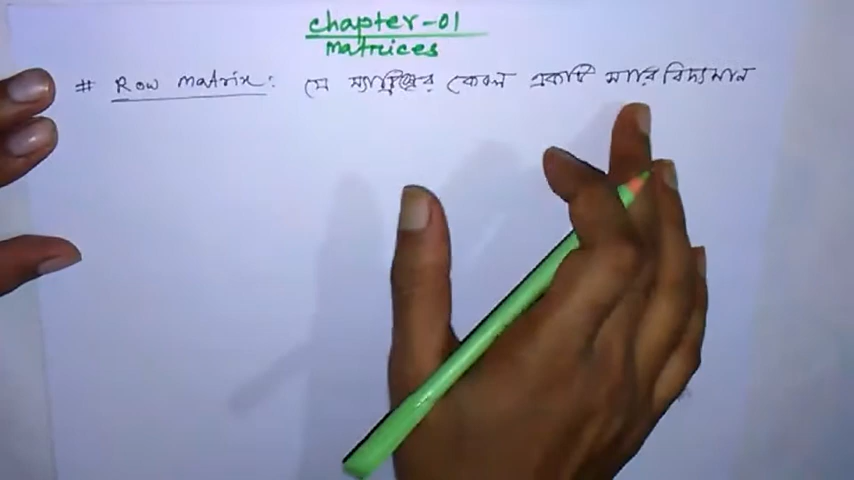 chapter-01
Matrices
# Row matrix: যে ম্যাট্রিক্সের কেবল একটি সারি বিদ্যমান